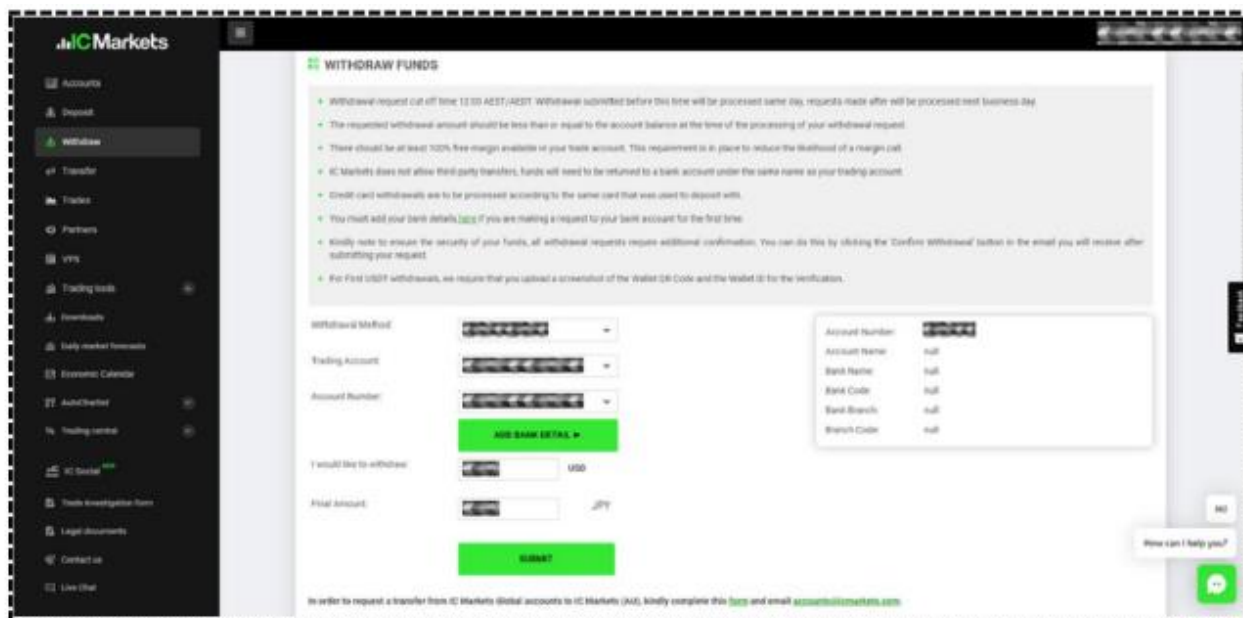 IC Markets
WITHDRAW FUNDS
Accounts
Deposit
Withdraw
Transfer
Trades
Partners
VPS
Trading tools
Downloads
Daily market forecasts
Economic Calendar
AutoChartist
Trading central
IC Social NEW
Trade Investigation Form
Legal documents
Contact us
Live Chat
Withdrawal request cut off time 12:00 AEST/AEDT. Withdrawal submitted before this time will be processed same day, requests made after will be processed next business day.
The requested withdrawal amount should be less than or equal to the account balance at the time of the processing of your withdrawal request.
There should be at least 100% free margin available in your trade account. This requirement is in place to reduce the likelihood of a margin call.
IC Markets does not allow third party transfers, funds will need to be returned to a bank account under the same name as your trading account.
Credit card withdrawals are to be processed according to the same card that was used to deposit with.
You must add your bank details here if you are making a request to your bank account for the first time.
Kindly note to ensure the security of your funds, all withdrawal requests require additional confirmation. You can do this by clicking the 'Confirm Withdrawal' button in the email you will receive after
submitting your request.
For First USDT withdrawals, we require that you upload a screenshot of the Wallet QR Code and the Wallet ID for the Verification.
Withdrawal Method:
Trading Account:
Account Number:
ADD BANK DETAIL
I would like to withdraw: USD
Final Amount: JPY
SUBMIT
Account Number:
Account Name: null
Bank Name: null
Bank Code: null
Bank Branch: null
Branch Code: null
Feedback
Hi!
How can I help you?
In order to request a transfer from IC Markets Global accounts to IC Markets (AU), kindly complete this form and email accounts@icmarkets.com